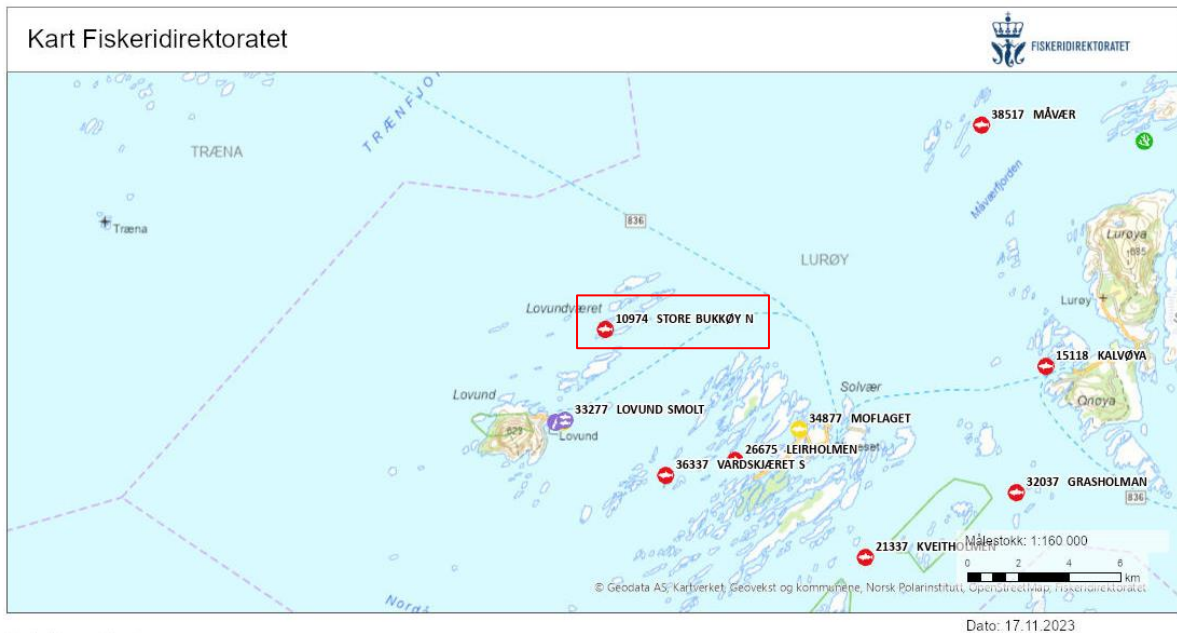 Kart Fiskeridirektoratet
FISKERIDIREKTORATET
TRÆNFJO
38517 MÅVÆR
TRÆNA
Måværfjorden
Træna
836
Lurøya
685
LURØY
Lurøy
Lovundværet
10974 STORE BUKKØY N
15118 KALVØYA
Lovund
Solvær
Onøya
33277 LOVUND SMOLT
34877 MOFLAGET
623
Lovund
26675 LEIRHOLMEN
36337 VARDSKJÆRET S
32037 GRASHOLMAN
836
21337 KVEITHOLMEN
Målestokk: 1:160 000
0 2 4 6
km
© Geodata AS, Kartverket, Geovekst og kommunene, Norsk Polarinstitutt, OpenStreetMap, Fiskeridirektoratet
Dato: 17.11.2023